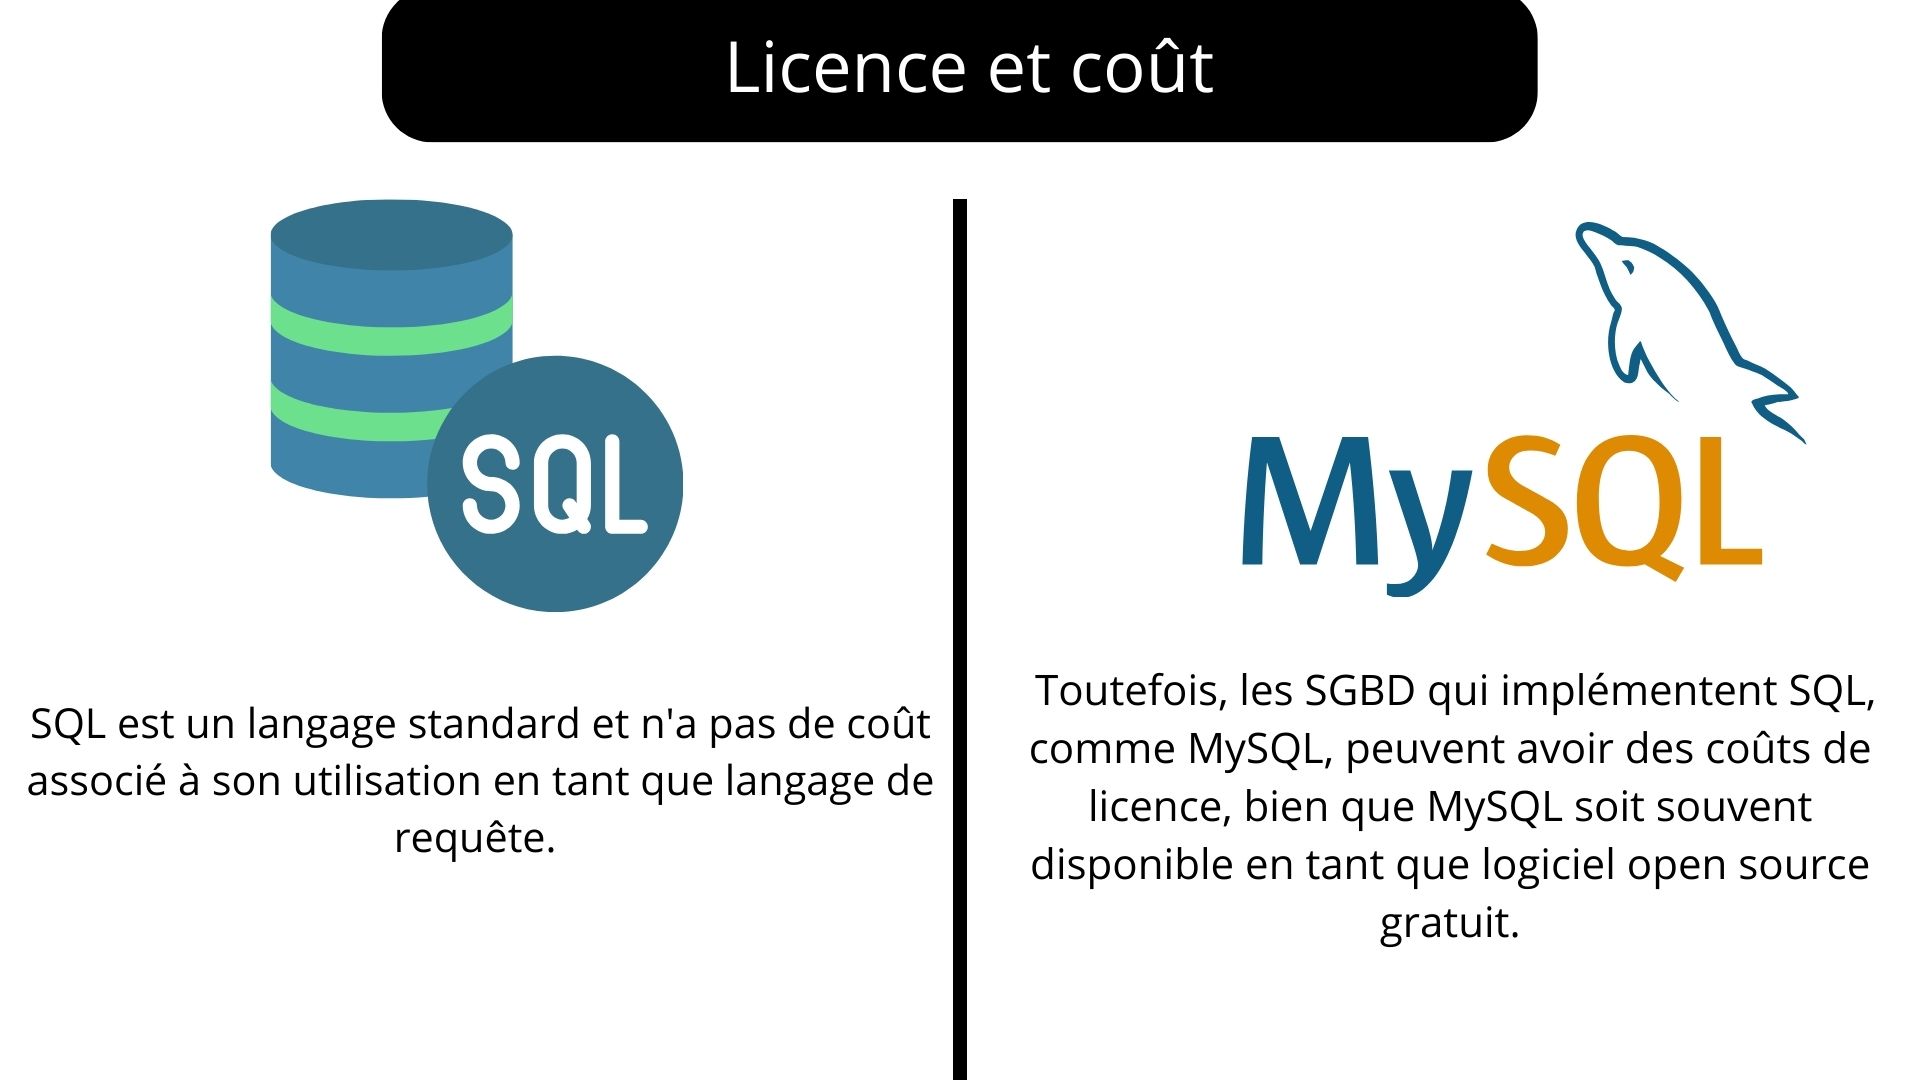 Licence et coût
SQL
SQL est un langage standard et n'a pas de coût
associé à son utilisation en tant que langage de
requête.
MySQL
Toutefois, les SGBD qui implémentent SQL,
comme MySQL, peuvent avoir des coûts de
licence, bien que MySQL soit souvent
disponible en tant que logiciel open source
gratuit.